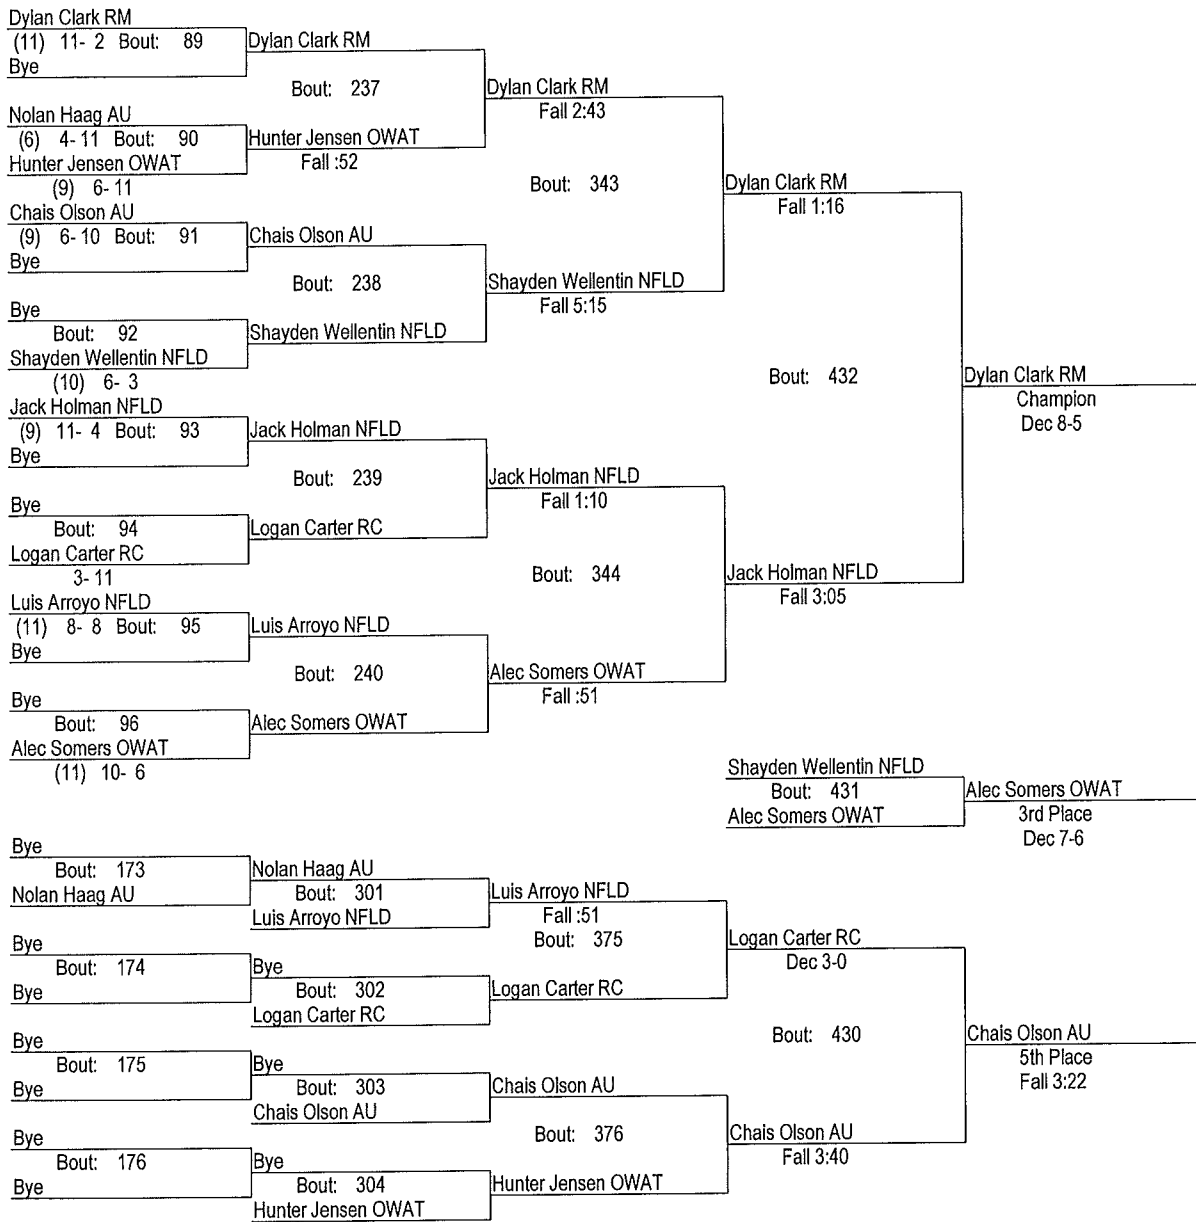 Dylan Clark RM
(11) 11- 2 Bout: 89
Bye
Dylan Clark RM
Bout: 237
Dylan Clark RM
Fall 2:43
Nolan Haag AU
(6) 4- 11 Bout: 90
Hunter Jensen OWAT
(9) 6- 11
Hunter Jensen OWAT
Fall :52
Bout: 343
Dylan Clark RM
Fall 1:16
Chais Olson AU
(9) 6- 10 Bout: 91
Bye
Chais Olson AU
Bout: 238
Shayden Wellentin NFLD
Fall 5:15
Bye
Bout: 92
Shayden Wellentin NFLD
(10) 6- 3
Shayden Wellentin NFLD
Bout: 432
Dylan Clark RM
Champion
Dec 8-5
Jack Holman NFLD
(9) 11- 4 Bout: 93
Bye
Jack Holman NFLD
Bout: 239
Jack Holman NFLD
Fall 1:10
Bye
Bout: 94
Logan Carter RC
3- 11
Logan Carter RC
Bout: 344
Jack Holman NFLD
Fall 3:05
Luis Arroyo NFLD
(11) 8- 8 Bout: 95
Bye
Luis Arroyo NFLD
Bout: 240
Alec Somers OWAT
Fall :51
Bye
Bout: 96
Alec Somers OWAT
(11) 10- 6
Alec Somers OWAT
Shayden Wellentin NFLD
Bout: 431
Alec Somers OWAT
Alec Somers OWAT
3rd Place
Dec 7-6
Bye
Bout: 173
Nolan Haag AU
Nolan Haag AU
Bout: 301
Luis Arroyo NFLD
Luis Arroyo NFLD
Fall :51
Bout: 375
Logan Carter RC
Dec 3-0
Bye
Bout: 174
Bye
Bye
Bout: 302
Logan Carter RC
Logan Carter RC
Bout: 430
Chais Olson AU
5th Place
Fall 3:22
Bye
Bout: 175
Bye
Bye
Bout: 303
Chais Olson AU
Chais Olson AU
Bout: 376
Chais Olson AU
Fall 3:40
Bye
Bout: 176
Bye
Bye
Bout: 304
Hunter Jensen OWAT
Hunter Jensen OWAT